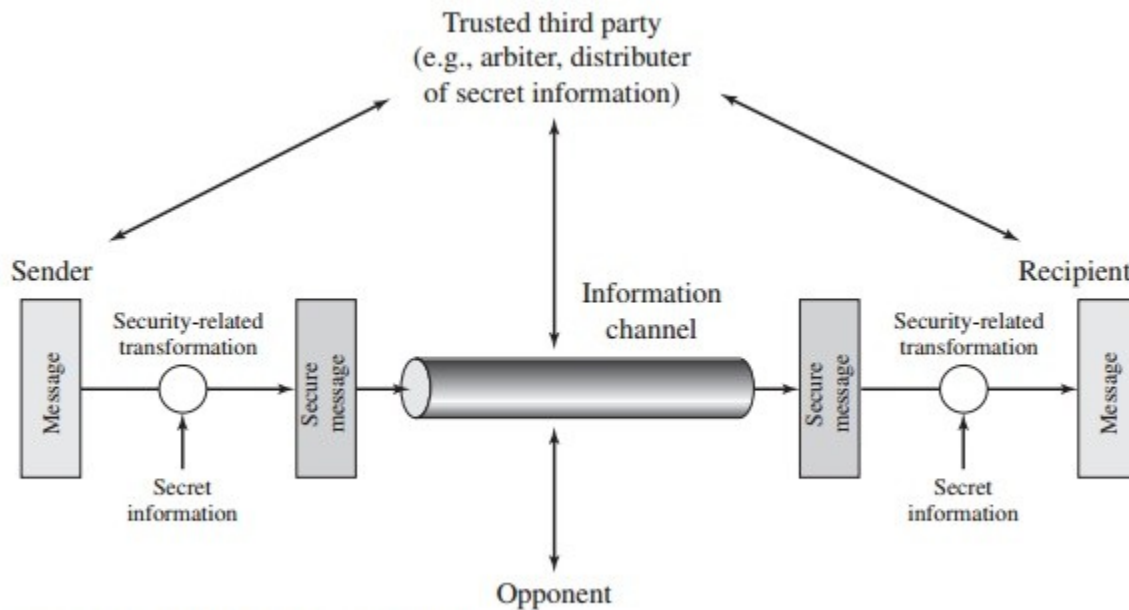 Trusted third party
(e.g., arbiter, distributer
of secret information)
Sender
Recipient
Information
channel
Security-related
transformation
Security-related
transformation
Message
Secure
message
Secure
message
Message
Secret
information
Secret
information
Opponent